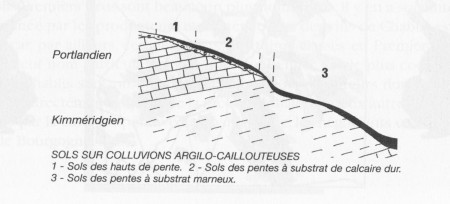 1
2
3
Portlandien
Kimméridgien
SOLS SUR COLLUVIONS ARGILO-CAILLOUTEUSES
1 - Sols des hauts de pente. 2 - Sols des pentes à substrat de calcaire dur.
3 - Sols des pentes à substrat marneux.